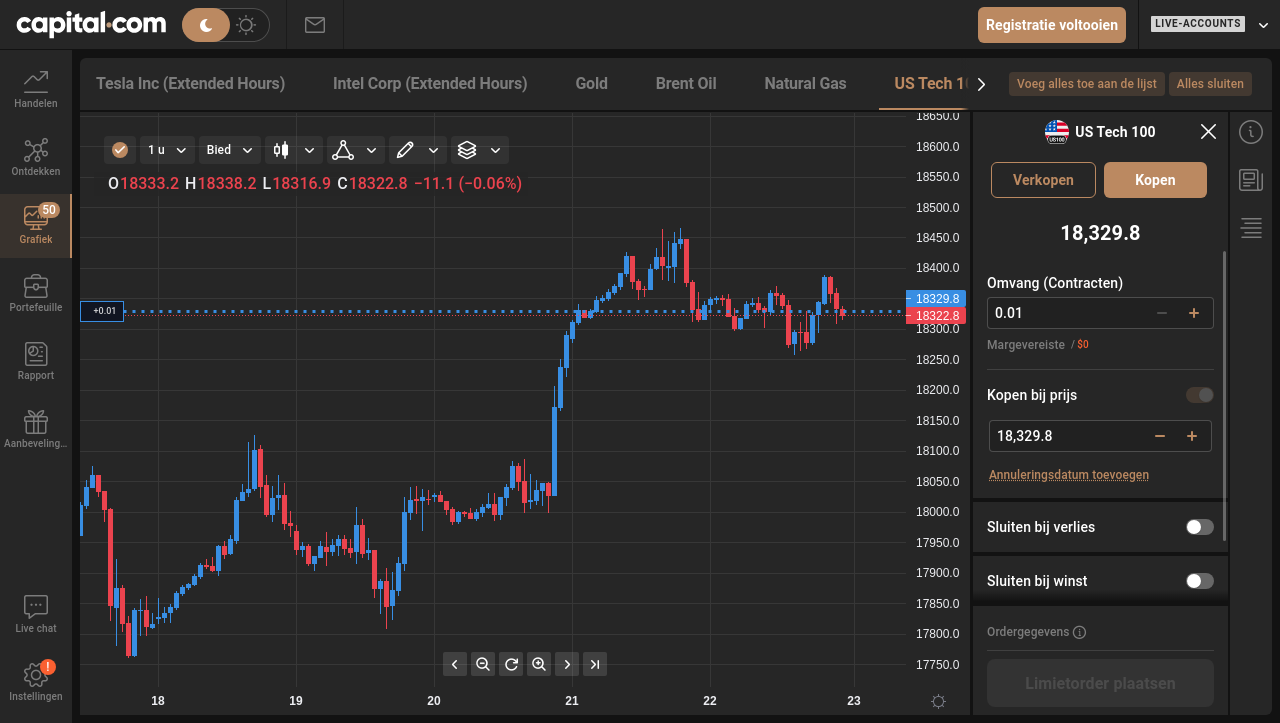 capital.com
Registratie voltooien
LIVE-ACCOUNTS
Tesla Inc (Extended Hours)
Intel Corp (Extended Hours)
Gold
Brent Oil
Natural Gas
US Tech 1
Voeg alles toe aan de lijst
Alles sluiten
Handelen
Ontdekken
50
Grafiek
Portefeuille
Rapport
Aanbeveling...
Live chat
!
Instellingen
1 u
Bied
O18333.2 H18338.2 L18316.9 C18322.8 −11.1 (−0.06%)
+0.01
18650.0
18600.0
18550.0
18500.0
18450.0
18400.0
18329.8
18322.8
18300.0
18250.0
18200.0
18150.0
18100.0
18050.0
18000.0
17950.0
17900.0
17850.0
17800.0
17750.0
18 19 20 21 22 23
US100
US Tech 100
Verkopen
Kopen
18,329.8
Omvang (Contracten)
0.01
Margevereiste / $0
Kopen bij prijs
18,329.8
Annuleringsdatum toevoegen
Sluiten bij verlies
Sluiten bij winst
Ordergegevens
Limietorder plaatsen